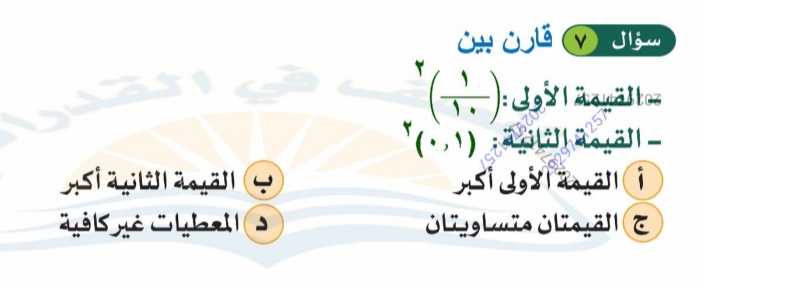 سؤال ٧ قارن بين
- القيمة الأولى: (١/١٠)^٢
- القيمة الثانية: (٠,١)^٢
أ القيمة الأولى أكبر ب القيمة الثانية أكبر
ج القيمتان متساويتان د المعطيات غير كافية